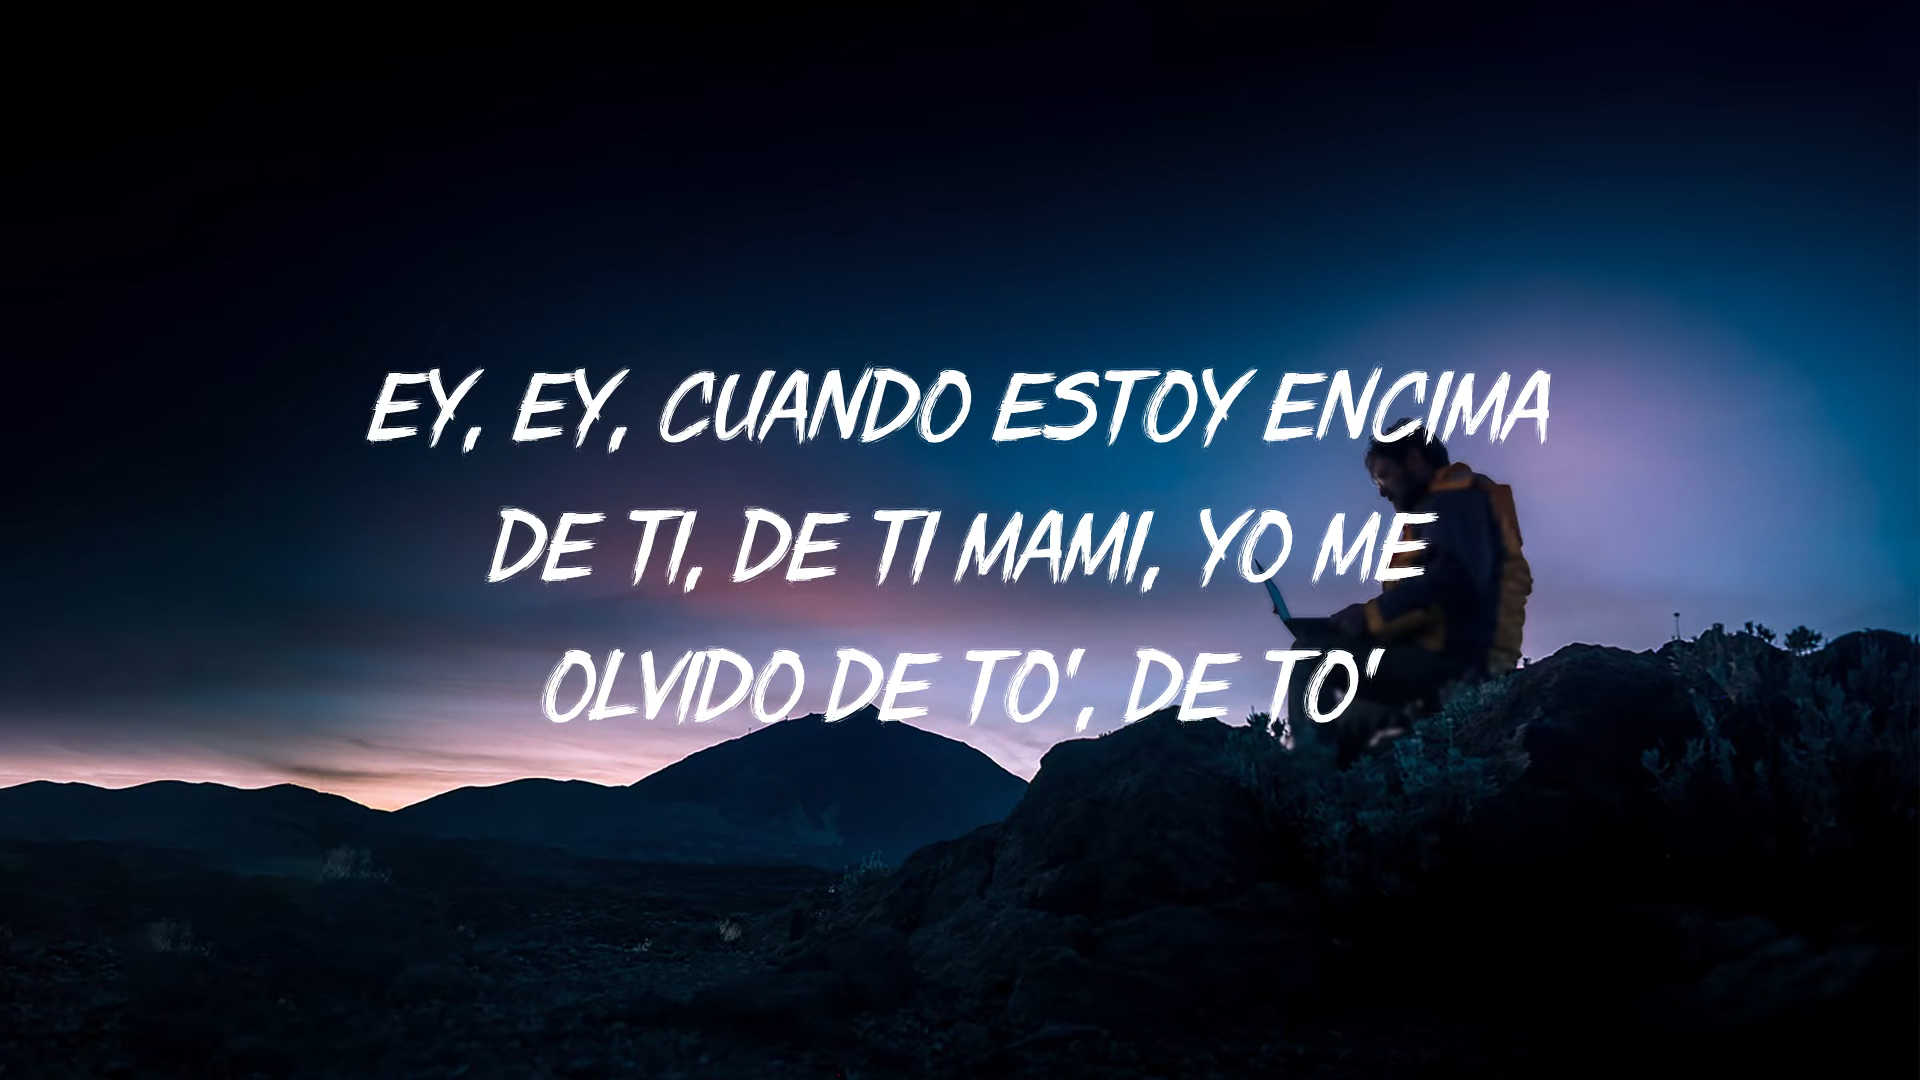 EY, EY, CUANDO ESTOY ENCIMA
DE TI, DE TI MAMI, YO ME
OLVIDO DE TO', DE TO'